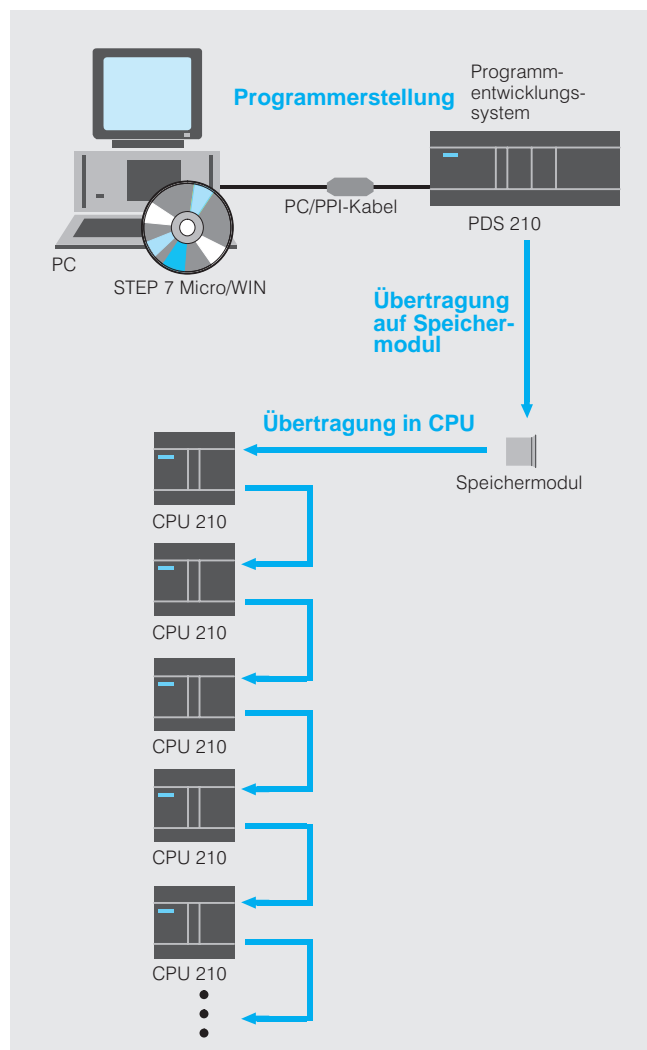 Programmerstellung
Programm-
entwicklungs-
system
PC/PPI-Kabel
PDS 210
PC
STEP 7 Micro/WIN
Übertragung
auf Speicher-
modul
Übertragung in CPU
Speichermodul
CPU 210
CPU 210
CPU 210
CPU 210
CPU 210